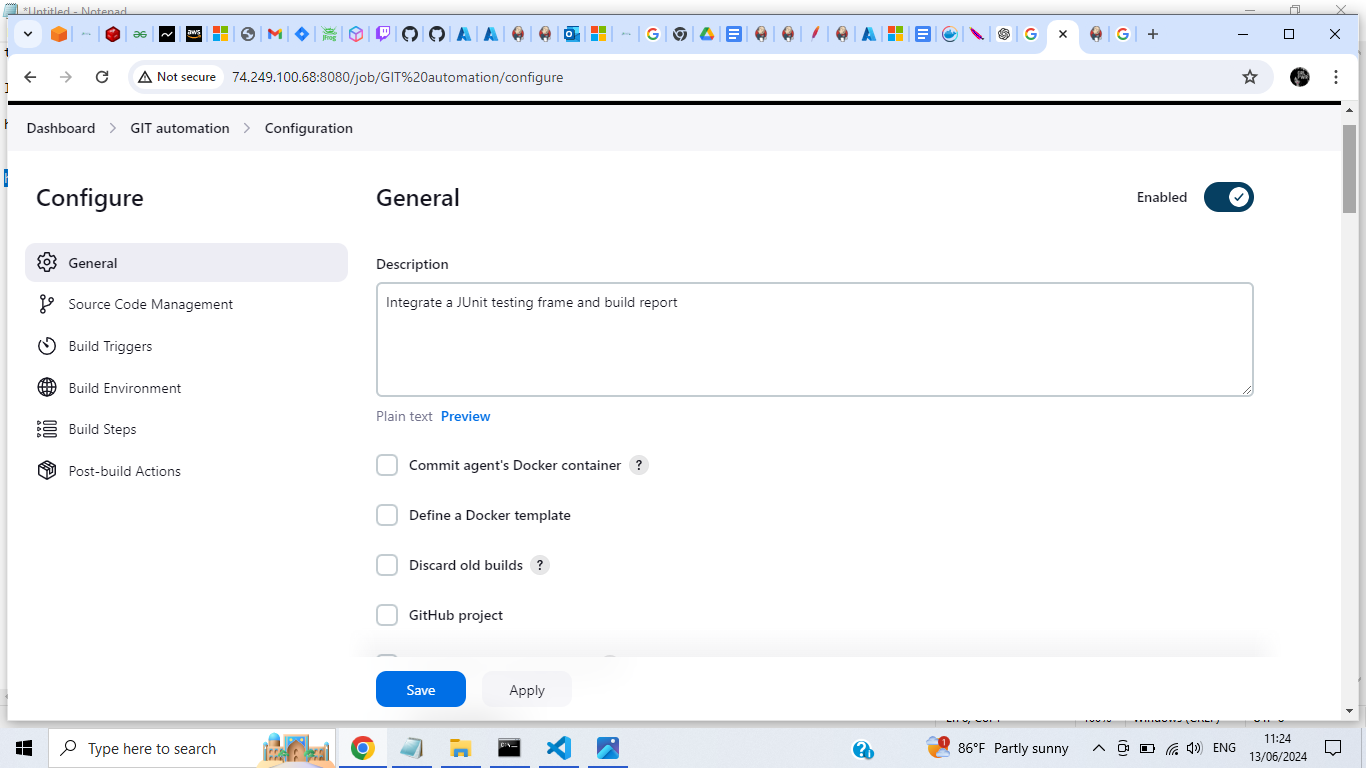 *Untitled - Notepad
Not secure
74.249.100.68:8080/job/GIT%20automation/configure
Dashboard
GIT automation
Configuration
Configure
General
Enabled
General
Source Code Management
Build Triggers
Build Environment
Build Steps
Post-build Actions
Description
Integrate a JUnit testing frame and build report
Plain text Preview
Commit agent's Docker container ?
Define a Docker template
Discard old builds ?
GitHub project
Save
Apply
Type here to search
1
86°F Partly sunny
ENG
11:24
13/06/2024